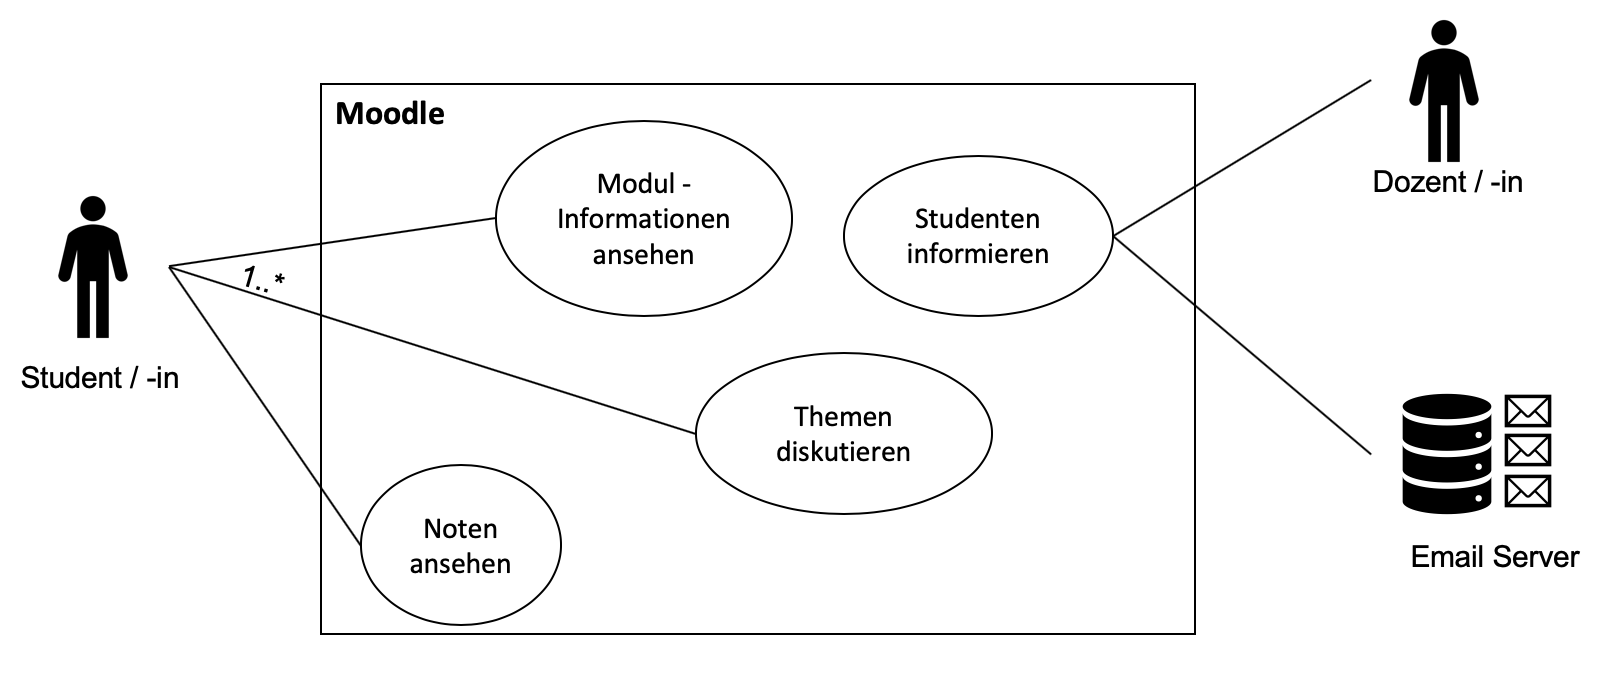 Moodle
Modul -
Informationen
ansehen
Studenten
informieren
Dozent / -in
1..*
Student / -in
Themen
diskutieren
Noten
ansehen
Email Server